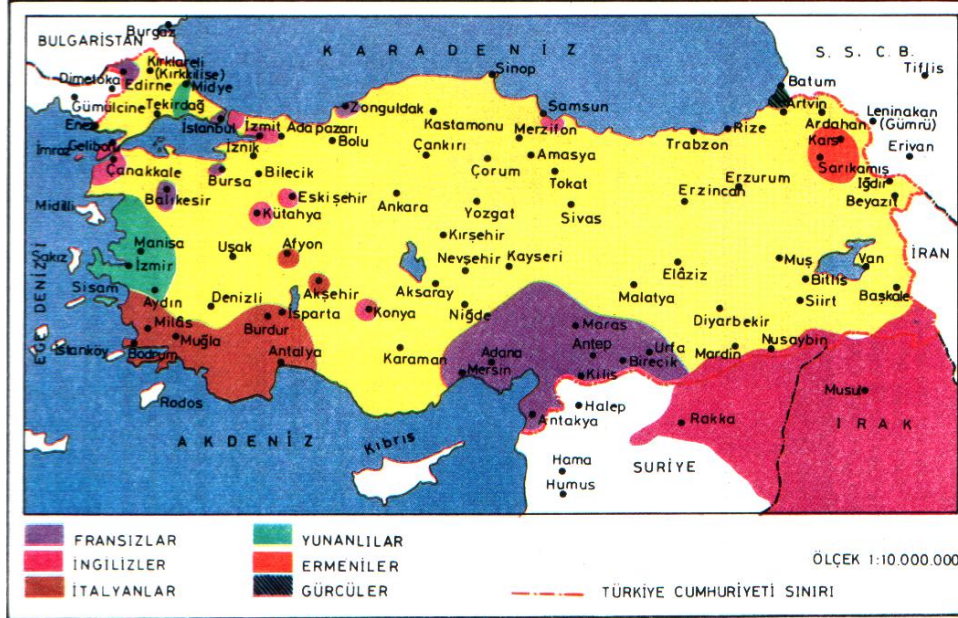 Burgaz
BULGARİSTAN
KARADENİZ
S. S. C. B.
Tiflis
Sinop
Batum
Dimetoka
Kırklareli
(Kırkkilise)
Edirne
Midye
Gümülcine
Tekirdağ
Enez
İstanbul
İzmit
Adapazarı
Zonguldak
Kastamonu
Samsun
Merzifon
Trabzon
Rize
Artvin
Ardahan
Leninakan
(Gümrü)
Erivan
Kars
Sarıkamış
Iğdır
Beyazıt
İmroz
Gelibolu
Çanakkale
İznik
Bolu
Çankırı
Çorum
Amasya
Tokat
Bursa
Bilecik
Balıkesir
Eskişehir
Kütahya
Ankara
Yozgat
Sivas
Erzincan
Erzurum
Midilli
EGE DENİZİ
Manisa
İzmir
Sakız
Sisam
Uşak
Afyon
Kırşehir
Nevşehir
Kayseri
Elâziz
Muş
Bitlis
Van
İRAN
Siirt
Başkale
Aydın
Denizli
Akşehir
Isparta
Aksaray
Niğde
Malatya
Diyarbekir
Milâs
Muğla
Burdur
Konya
Maraş
Antep
Urfa
Mardin
Nusaybin
İstanköy
Bodrum
Antalya
Karaman
Mersin
Adana
Birecik
Kilis
Rodos
Antakya
Halep
Rakka
Musul
IRAK
AKDENİZ
Kıbrıs
Hama
Humus
SURİYE
FRANSIZLAR
İNGİLİZLER
İTALYANLAR
YUNANLILAR
ERMENİLER
GÜRCÜLER
ÖLÇEK 1:10.000.000
TÜRKİYE CUMHURİYETİ SINIRI